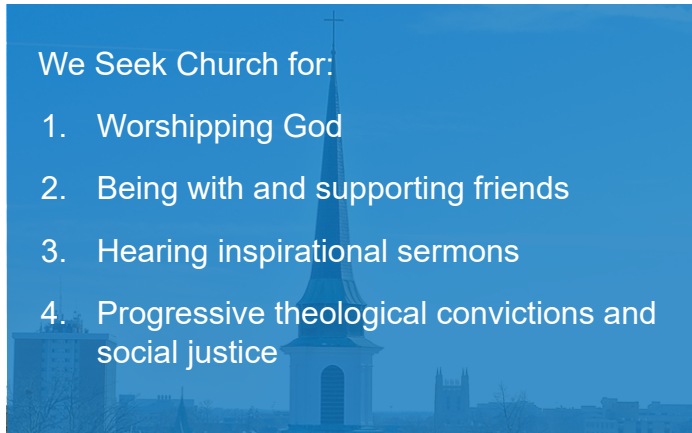 We Seek Church for:
1. Worshipping God
2. Being with and supporting friends
3. Hearing inspirational sermons
4. Progressive theological convictions and
social justice